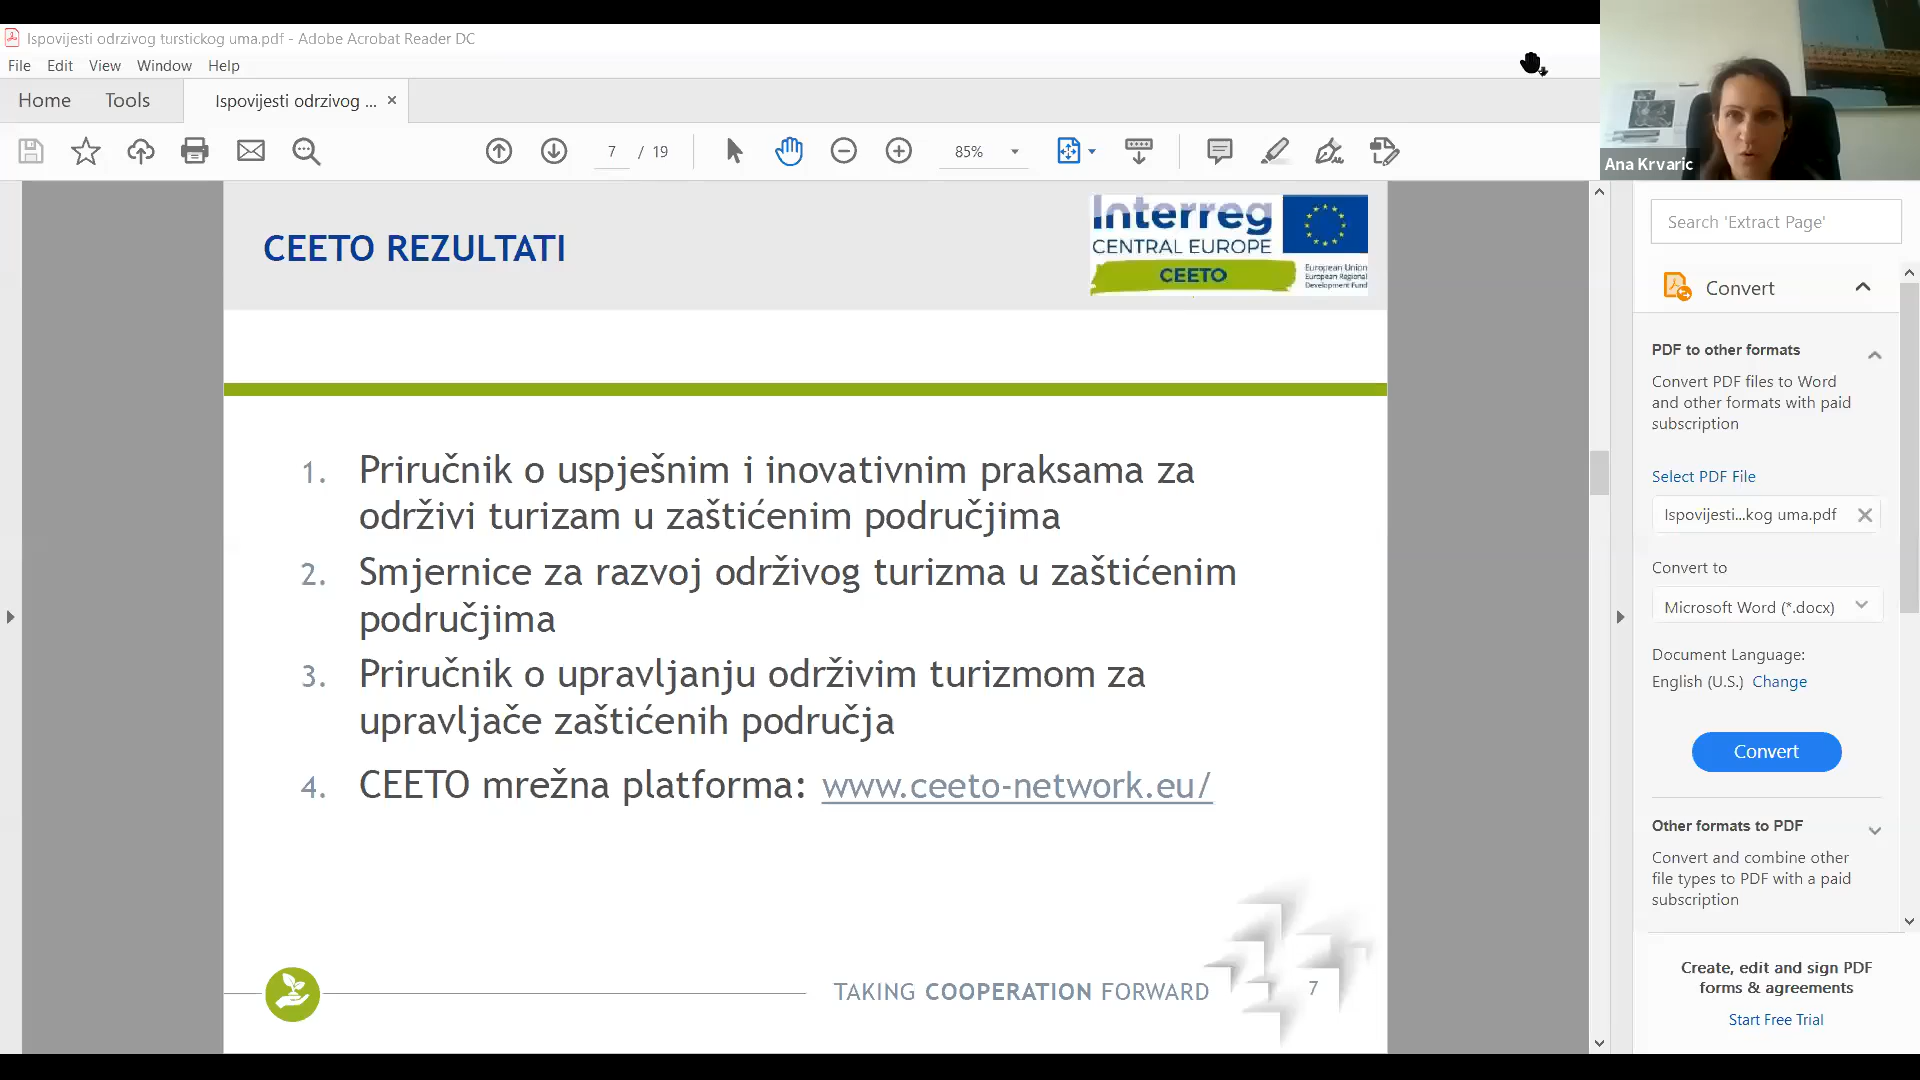 Ispovijesti odrzivog turstickog uma.pdf - Adobe Acrobat Reader DC
File Edit View Window Help
Home Tools Ispovijesti odrzivog ... ×
7 / 19 85%
Ana Krvaric
CEETO REZULTATI
Interreg
CENTRAL EUROPE
CEETO
European Union
European Regional
Development Fund
1. Priručnik o uspješnim i inovativnim praksama za
održivi turizam u zaštićenim područjima
2. Smjernice za razvoj održivog turizma u zaštićenim
područjima
3. Priručnik o upravljanju održivim turizmom za
upravljače zaštićenih područja
4. CEETO mrežna platforma: www.ceeto-network.eu/
TAKING COOPERATION FORWARD 7
Search 'Extract Page'
Convert
PDF to other formats
Convert PDF files to Word
and other formats with paid
subscription
Select PDF File
Ispovijesti...kog uma.pdf
Convert to
Microsoft Word (*.docx)
Document Language:
English (U.S.) Change
Convert
Other formats to PDF
Convert and combine other
file types to PDF with a paid
subscription
Create, edit and sign PDF
forms & agreements
Start Free Trial